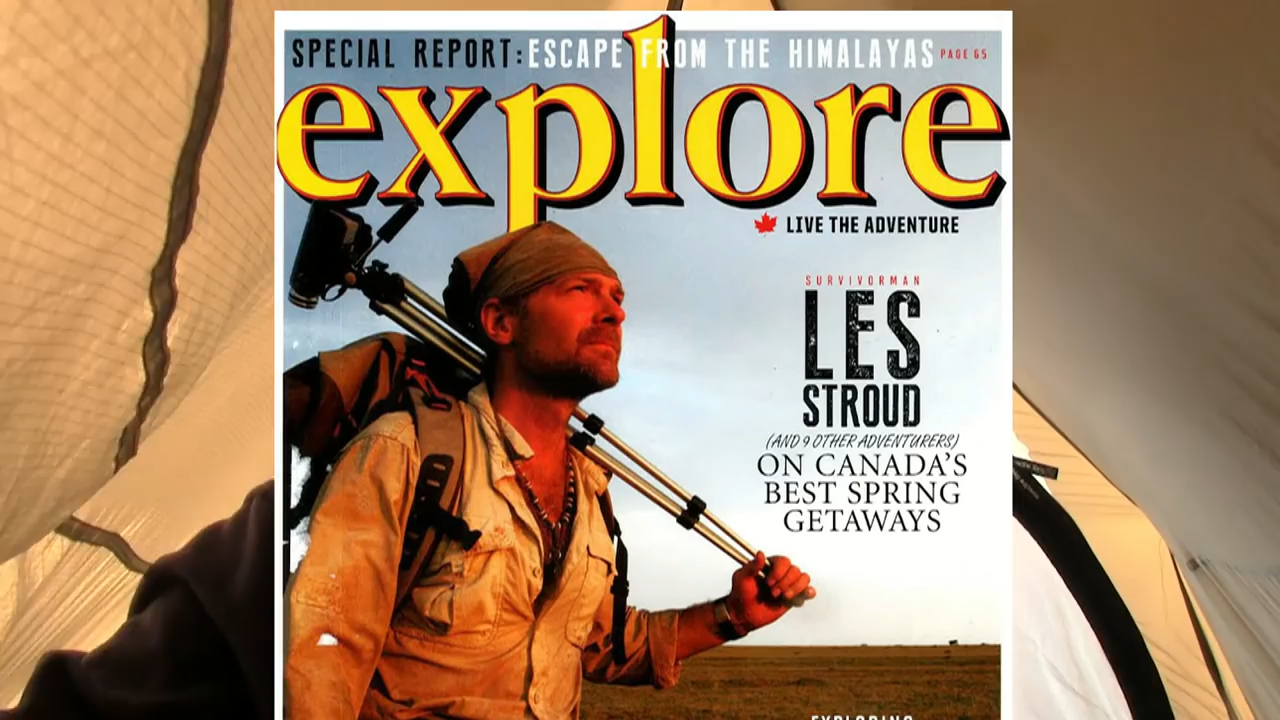 SPECIAL REPORT: ESCAPE FROM THE HIMALAYAS PAGE 65
explore
LIVE THE ADVENTURE
SURVIVORMAN
LES
STROUD
(AND 9 OTHER ADVENTURERS)
ON CANADA'S
BEST SPRING
GETAWAYS
EXPLORING